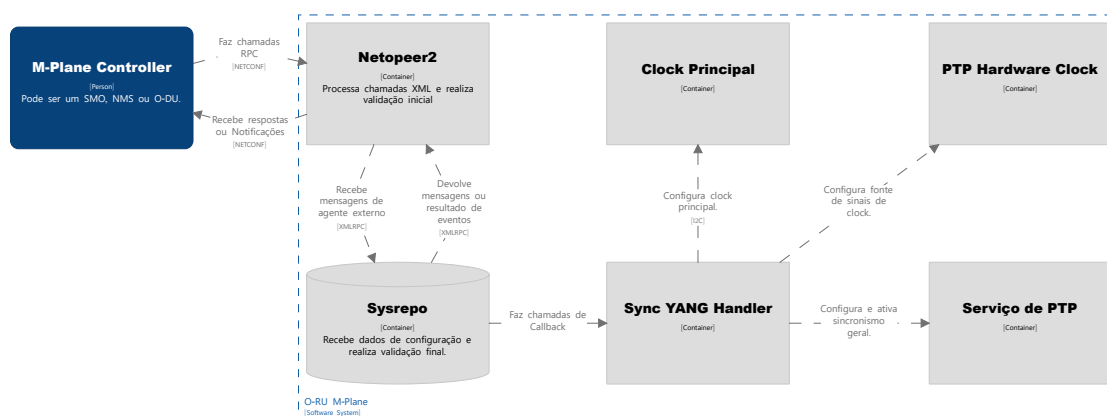 M-Plane Controller
[Person]
Pode ser um SMO, NMS ou O-DU.
Faz chamadas
RPC
[NETCONF]
Recebe respostas
ou Notificações
[NETCONF]
Netopeer2
[Container]
Processa chamadas XML e realiza
validação inicial
Clock Principal
[Container]
PTP Hardware Clock
[Container]
Recebe
mensagens de
agente externo
[XMLRPC]
Devolve
mensagens ou
resultado de
eventos
[XMLRPC]
Configura clock
principal.
[I2C]
Configura fonte
de sinais de
clock.
Sysrepo
[Container]
Recebe dados de configuração e
realiza validação final.
Faz chamadas de
Callback
Sync YANG Handler
[Container]
Configura e ativa
sincronismo
geral.
Serviço de PTP
[Container]
O-RU M-Plane
[Software System]